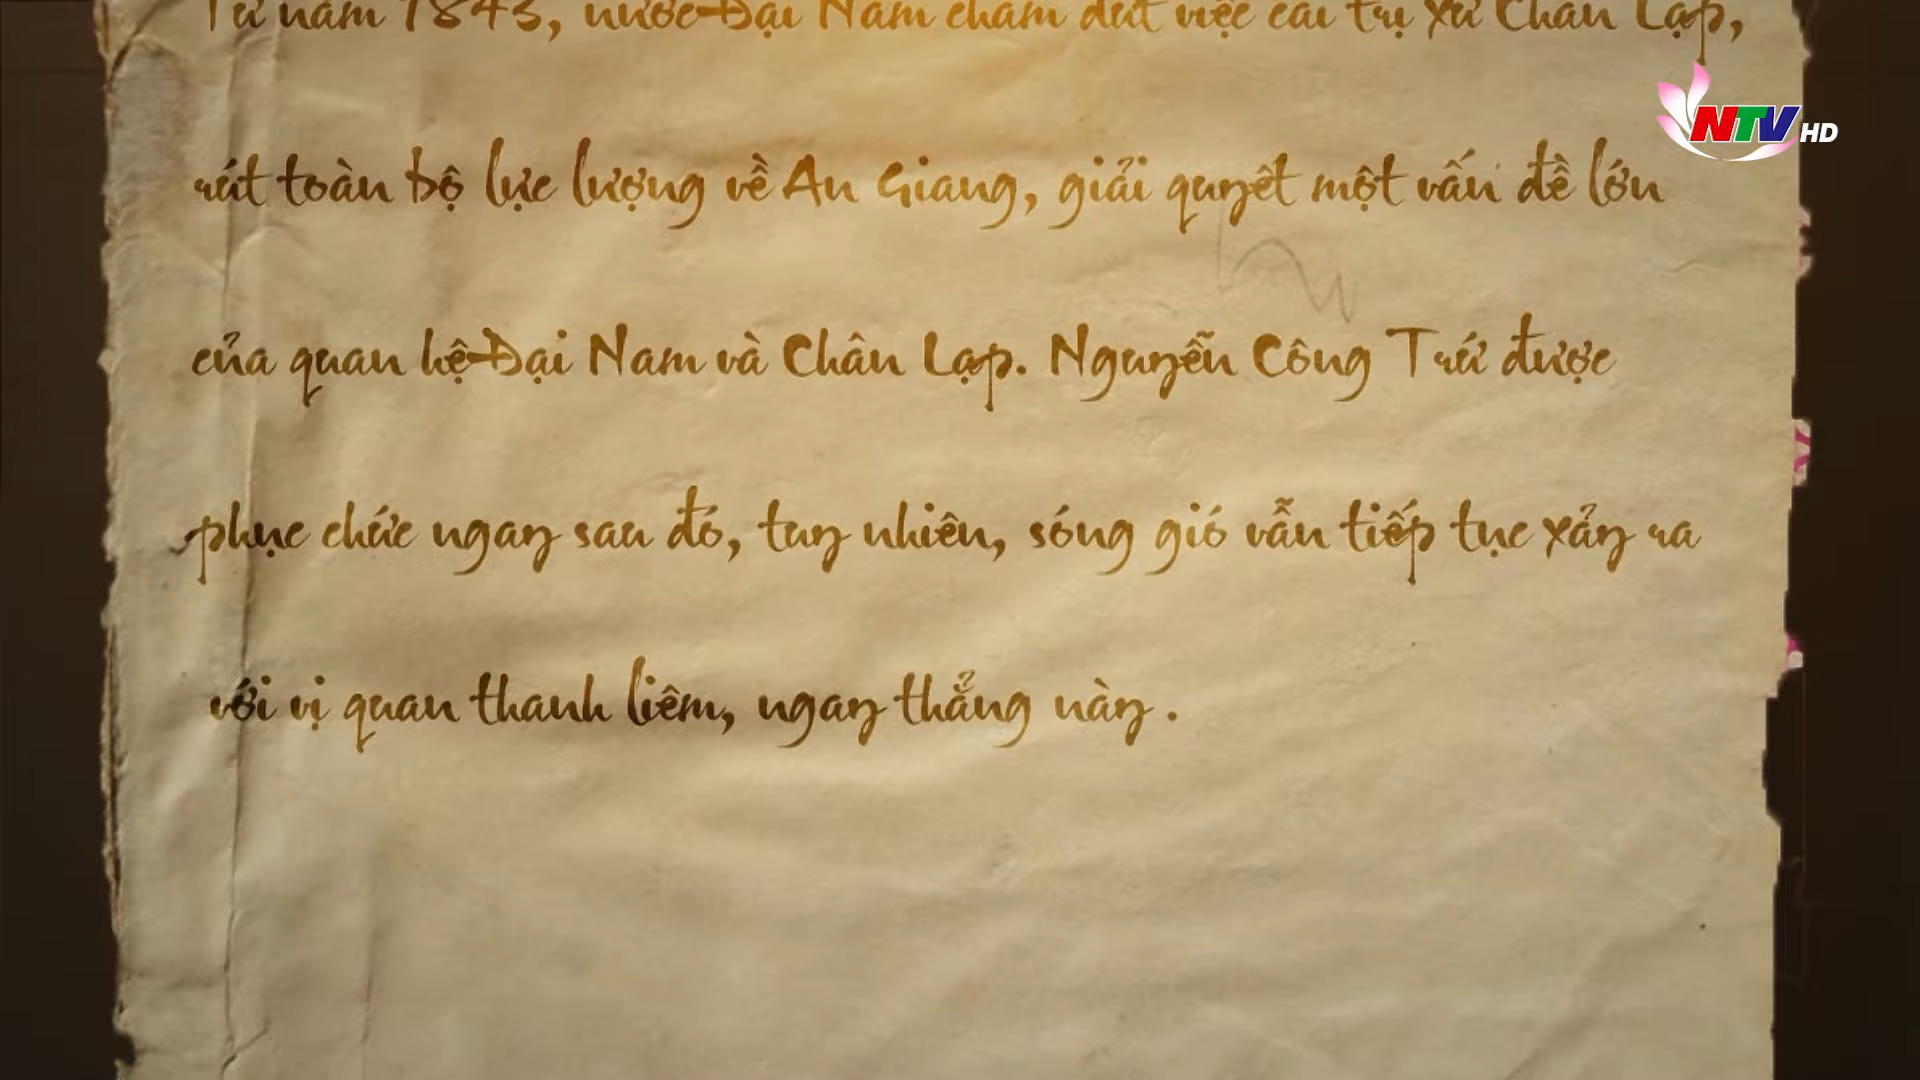 Từ năm 1843, nước Đại Nam chấm dứt việc cai trị xứ Chân Lạp,
NTV HD
rút toàn bộ lực lượng về An Giang, giải quyết một vấn đề lớn
của quan hệ Đại Nam và Chân Lạp. Nguyễn Công Trứ được
phục chức ngay sau đó, tuy nhiên, sóng gió vẫn tiếp tục xảy ra
với vị quan thanh liêm, ngay thẳng này.